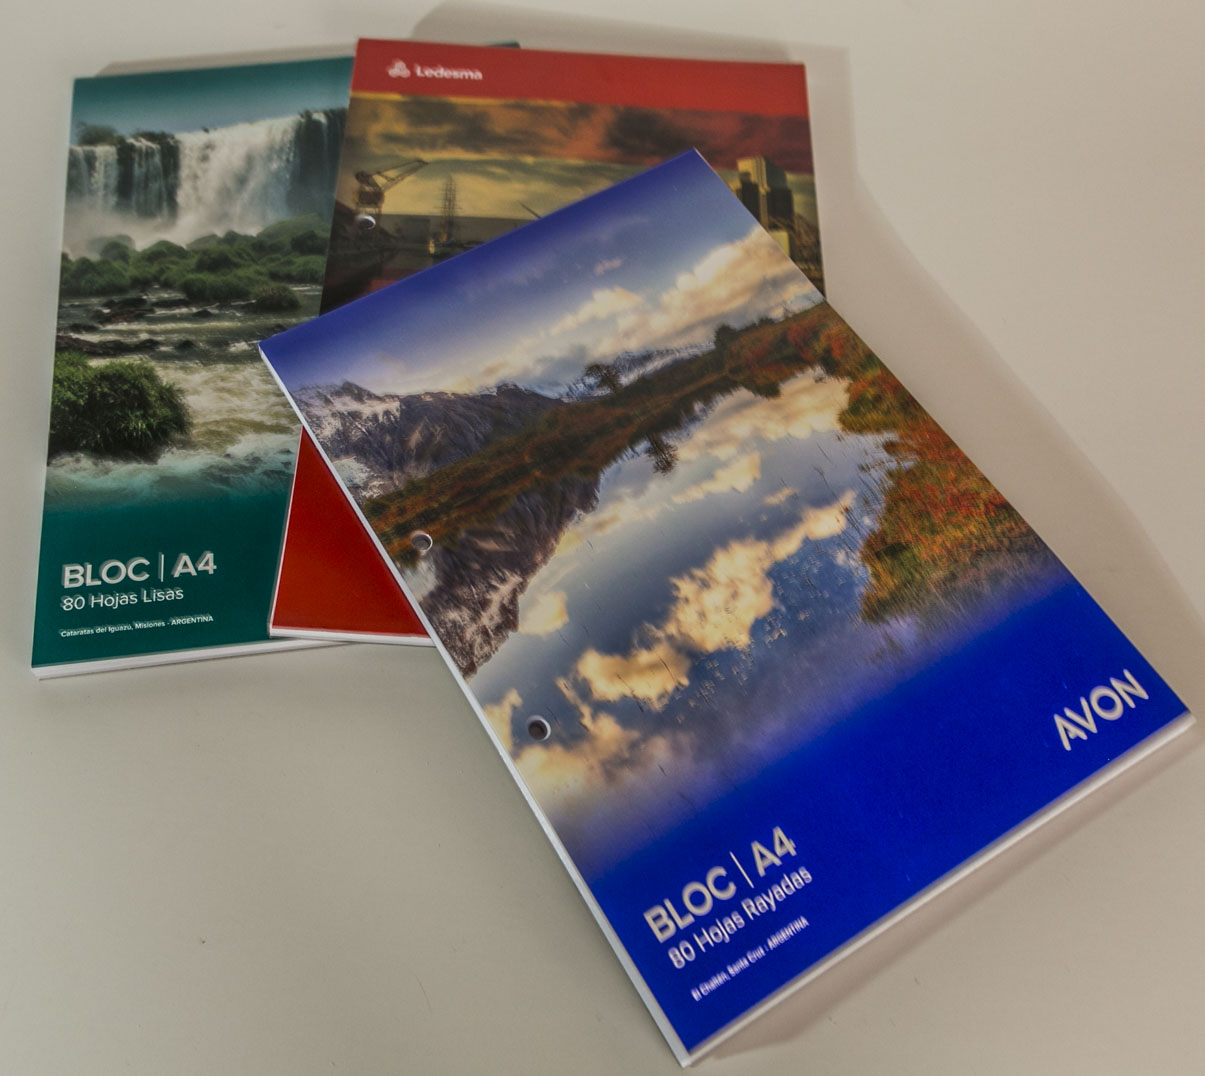 Ledesma
BLOC | A4
80 Hojas Lisas
Cataratas del Iguazú, Misiones - ARGENTINA
AVON
BLOC | A4
80 Hojas Rayadas
El Chaltén, Santa Cruz - ARGENTINA